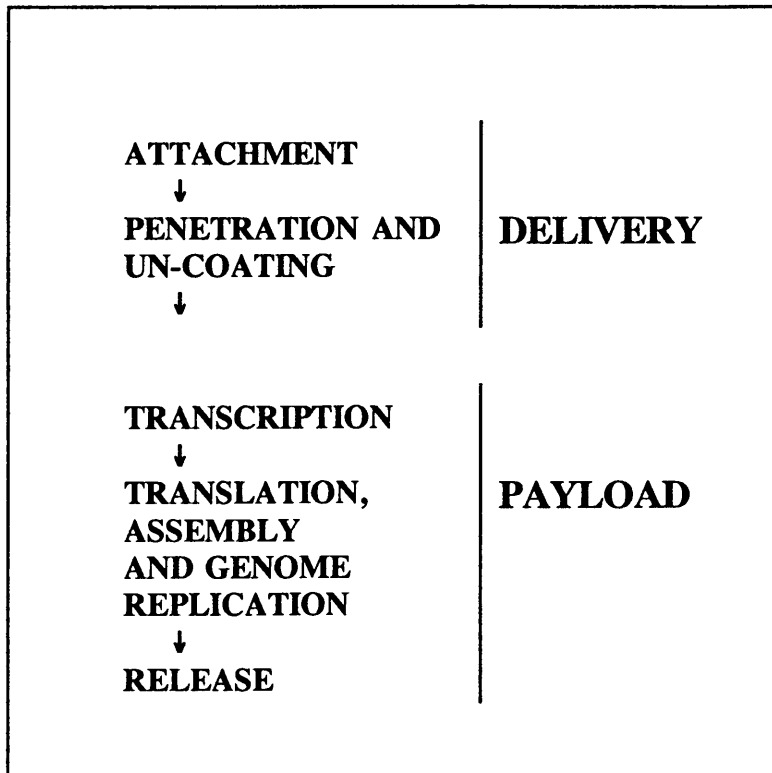 ATTACHMENT
↓
PENETRATION AND
UN-COATING
↓
DELIVERY
TRANSCRIPTION
↓
TRANSLATION,
ASSEMBLY
AND GENOME
REPLICATION
↓
RELEASE
PAYLOAD